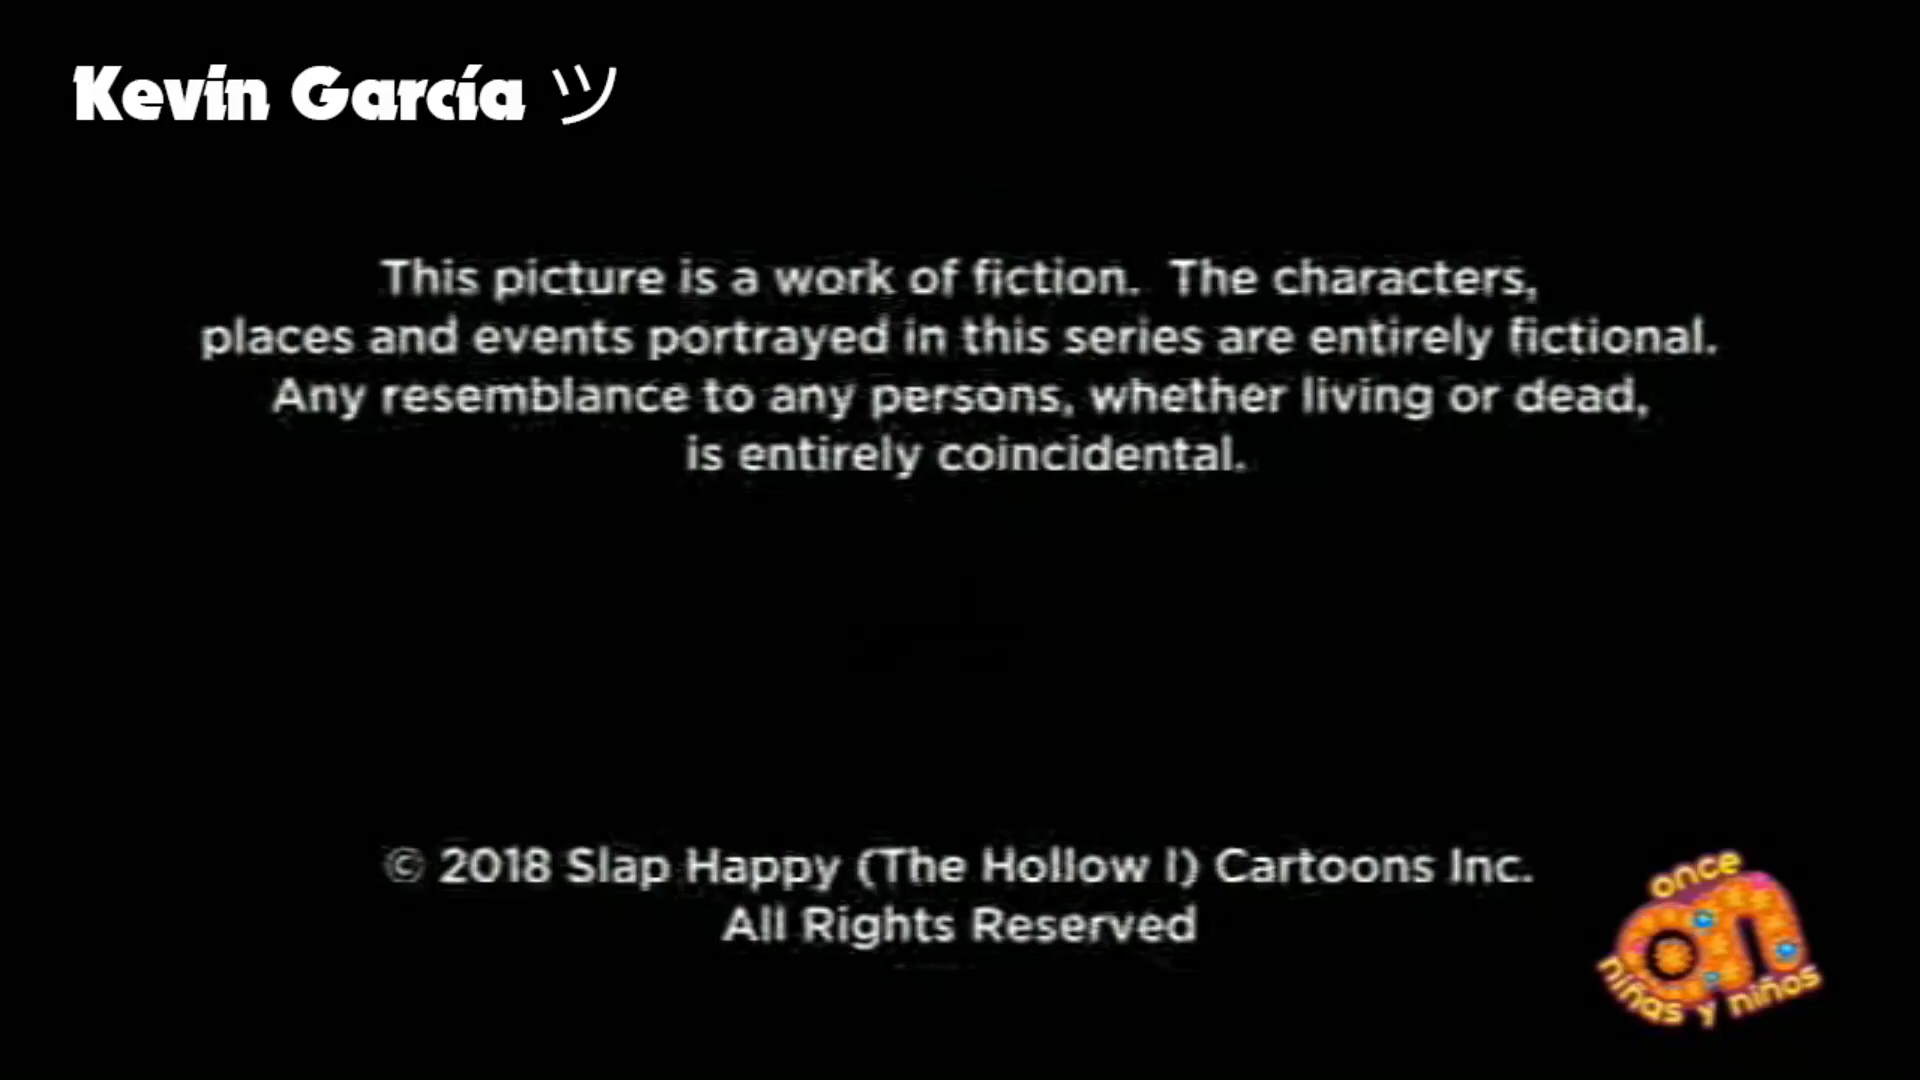 Kevin García ツ
This picture is a work of fiction.  The characters,
places and events portrayed in this series are entirely fictional.
Any resemblance to any persons, whether living or dead,
is entirely coincidental.
© 2018 Slap Happy (The Hollow I) Cartoons Inc.
All Rights Reserved
once
on
niñas y niños